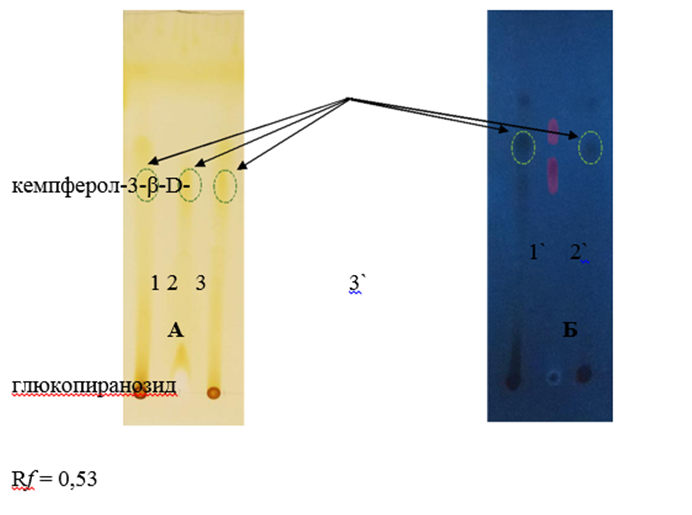 кемпферол-3-β-D-
1` 2`
1 2 3 3`
А Б
глюкопиранозид
Rf = 0,53